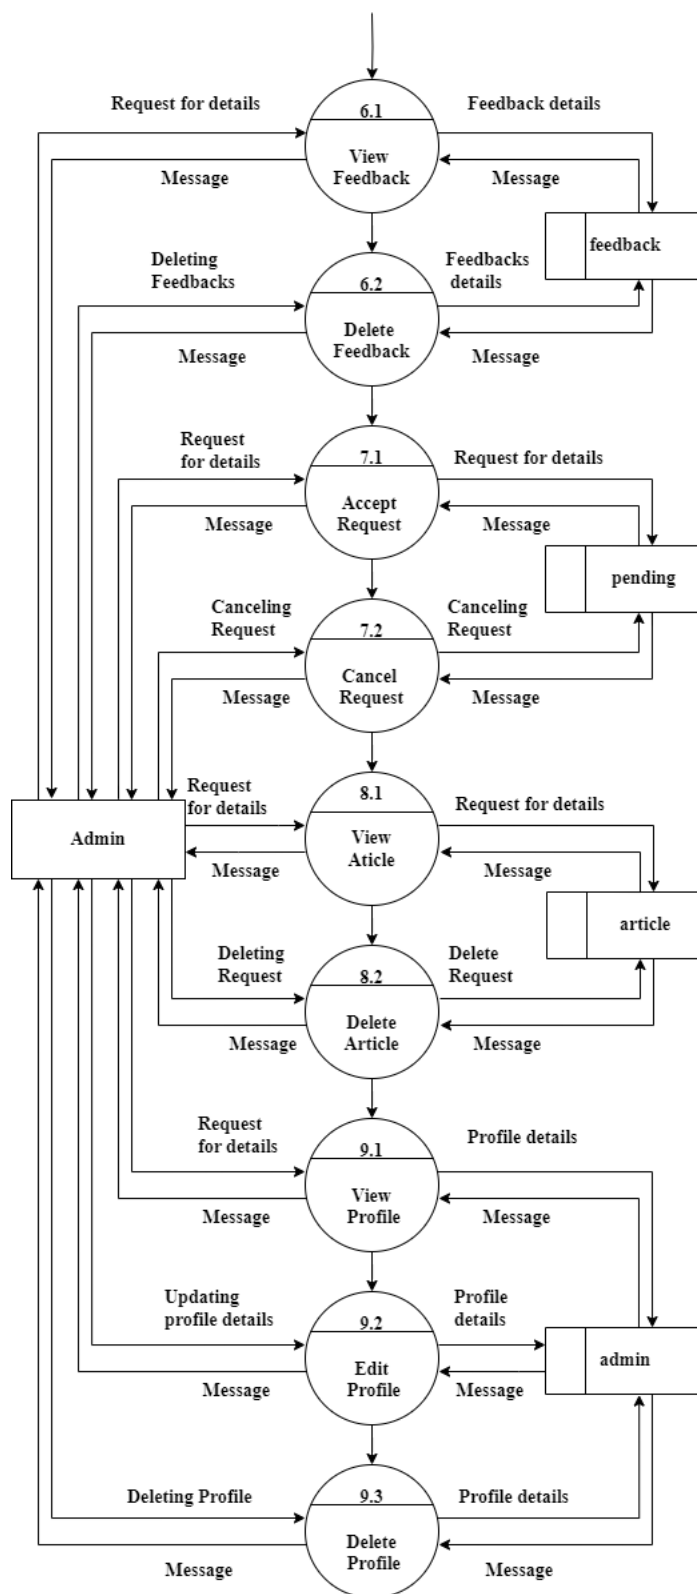 Request for details
6.1
Feedback details
View
Feedback
Message
Message
feedback
Deleting
Feedbacks
6.2
Feedbacks
details
Delete
Feedback
Message
Message
Request
for details
7.1
Request for details
Accept
Request
Message
Message
pending
Canceling
Request
7.2
Canceling
Request
Cancel
Request
Message
Message
Request
for details
8.1
Request for details
Admin
View
Aticle
Message
Message
article
Deleting
Request
8.2
Delete
Request
Delete
Article
Message
Message
Request
for details
9.1
Profile details
View
Profile
Message
Message
Updating
profile details
9.2
Profile
details
admin
Edit
Profile
Message
Message
Deleting Profile
9.3
Profile details
Delete
Profile
Message
Message